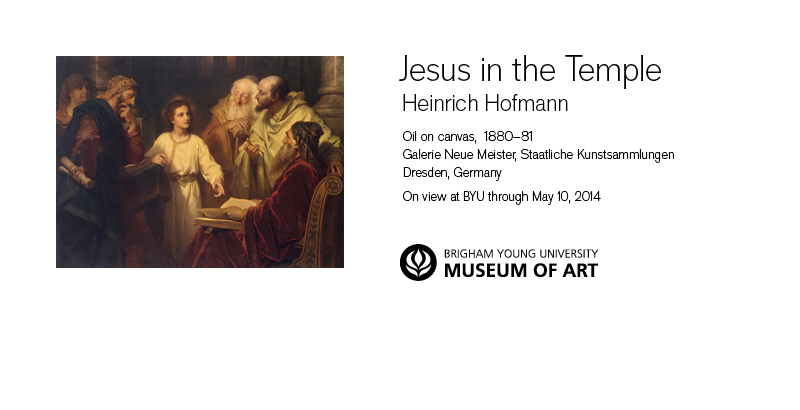 Jesus in the Temple
Heinrich Hofmann
Oil on canvas, 1880–81
Galerie Neue Meister, Staatliche Kunstsammlungen
Dresden, Germany
On view at BYU through May 10, 2014
BRIGHAM YOUNG UNIVERSITY
MUSEUM OF ART